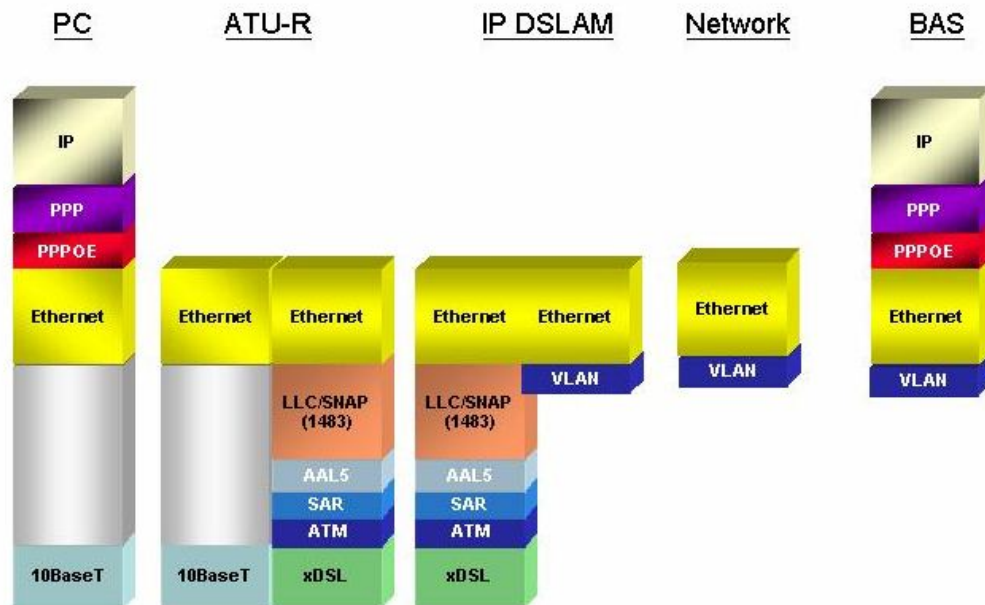 PC
ATU-R
IP DSLAM
Network
BAS
IP
PPP
PPPOE
Ethernet
10BaseT
Ethernet
10BaseT
Ethernet
LLC/SNAP
(1483)
AAL5
SAR
ATM
xDSL
Ethernet
LLC/SNAP
(1483)
AAL5
SAR
ATM
xDSL
Ethernet
VLAN
Ethernet
VLAN
IP
PPP
PPPOE
Ethernet
VLAN